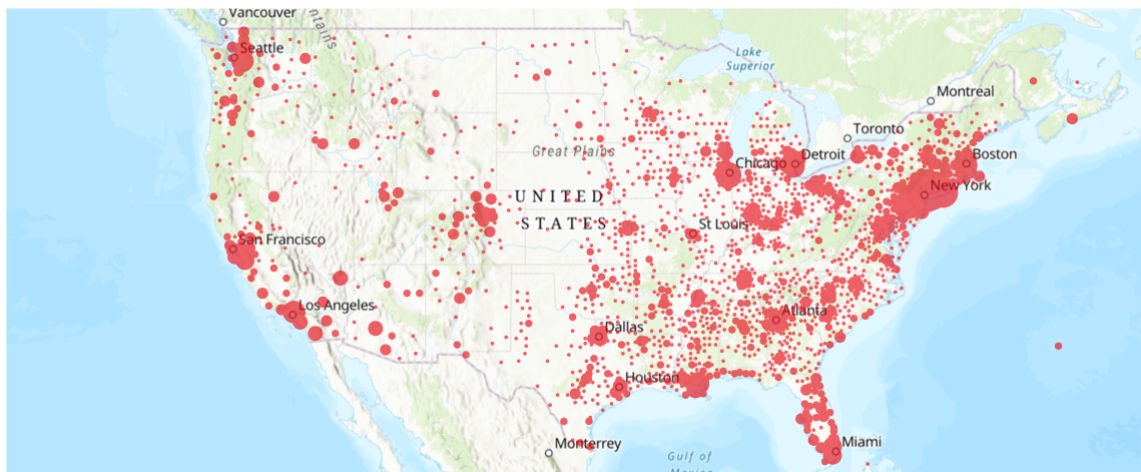 Vancouver
ntains
Seattle
Lake
Superior
Montreal
Toronto
Great Plains
Chicago
Detroit
Boston
UNITED
STATES
New York
St Louis
San Francisco
Los Angeles
Atlanta
Dallas
Houston
Monterrey
Miami
Gulf of